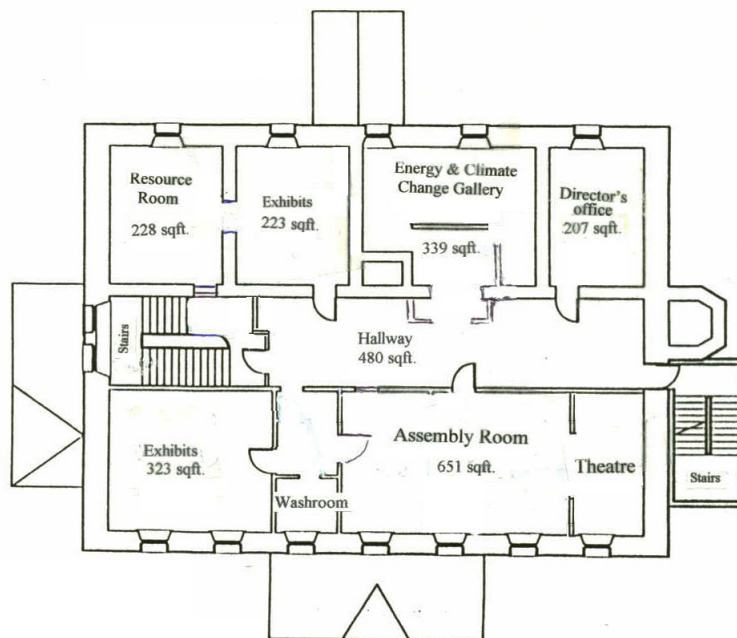 Resource
Room
228 sqft.
Exhibits
223 sqft.
Energy & Climate
Change Gallery
339 sqft.
Director's
office
207 sqft.
Stairs
Hallway
480 sqft.
Exhibits
323 sqft.
Washroom
Assembly Room
651 sqft.
Theatre
Stairs